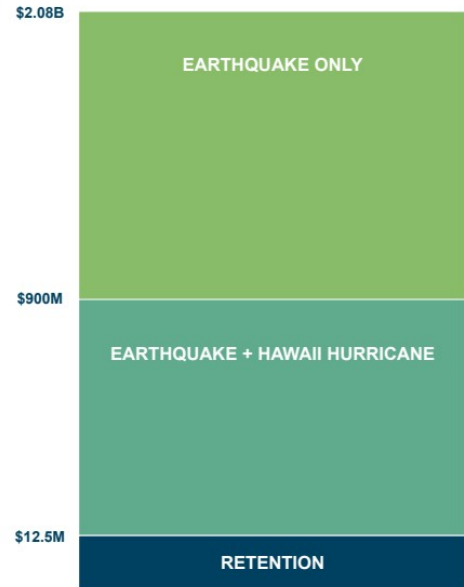 $2.08B
EARTHQUAKE ONLY
$900M
EARTHQUAKE + HAWAII HURRICANE
$12.5M
RETENTION